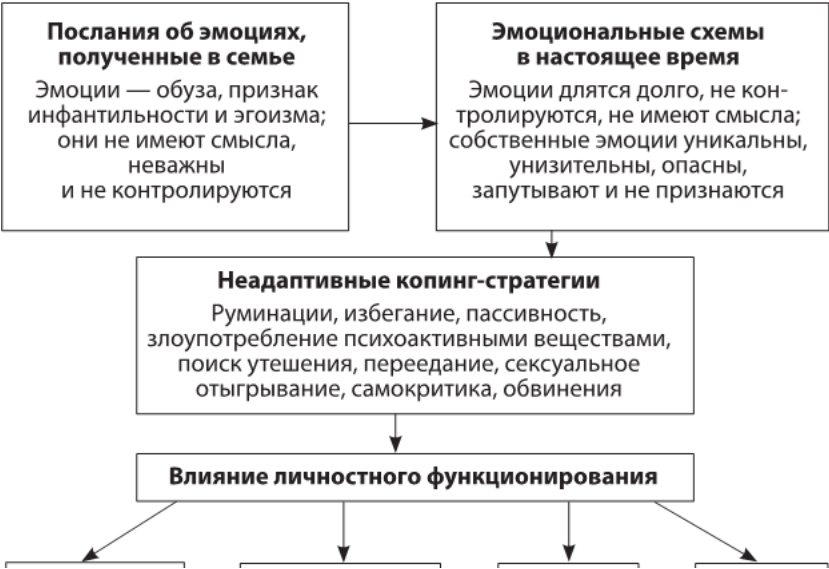 Послания об эмоциях,
полученные в семье
Эмоции — обуза, признак
инфантильности и эгоизма;
они не имеют смысла,
неважны
и не контролируются
Эмоциональные схемы
в настоящее время
Эмоции длятся долго, не кон-
тролируются, не имеют смысла;
собственные эмоции уникальны,
унизительны, опасны,
запутывают и не признаются
Неадаптивные копинг-стратегии
Руминации, избегание, пассивность,
злоупотребление психоактивными веществами,
поиск утешения, переедание, сексуальное
отыгрывание, самокритика, обвинения
Влияние личностного функционирования